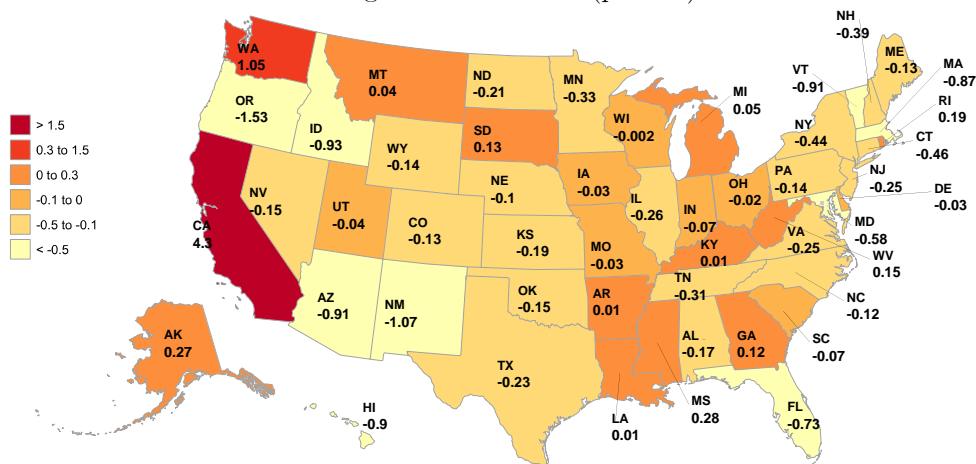 WA
1.05
OR
-1.53
CA
4.3
NV
-0.15
ID
-0.93
MT
0.04
WY
-0.14
UT
-0.04
AZ
-0.91
CO
-0.13
NM
-1.07
ND
-0.21
SD
0.13
NE
-0.1
KS
-0.19
OK
-0.15
TX
-0.23
MN
-0.33
IA
-0.03
MO
-0.03
AR
0.01
LA
0.01
WI
-0.002
IL
-0.26
MI
0.05
IN
-0.07
OH
-0.02
KY
0.01
TN
-0.31
MS
0.28
AL
-0.17
GA
0.12
FL
-0.73
SC
-0.07
NC
-0.12
VA
-0.25
WV
0.15
MD
-0.58
DE
-0.03
PA
-0.14
NJ
-0.25
NY
-0.44
CT
-0.46
RI
0.19
MA
-0.87
VT
-0.91
NH
-0.39
ME
-0.13
AK
0.27
HI
-0.9
> 1.5
0.3 to 1.5
0 to 0.3
-0.1 to 0
-0.5 to -0.1
< -0.5